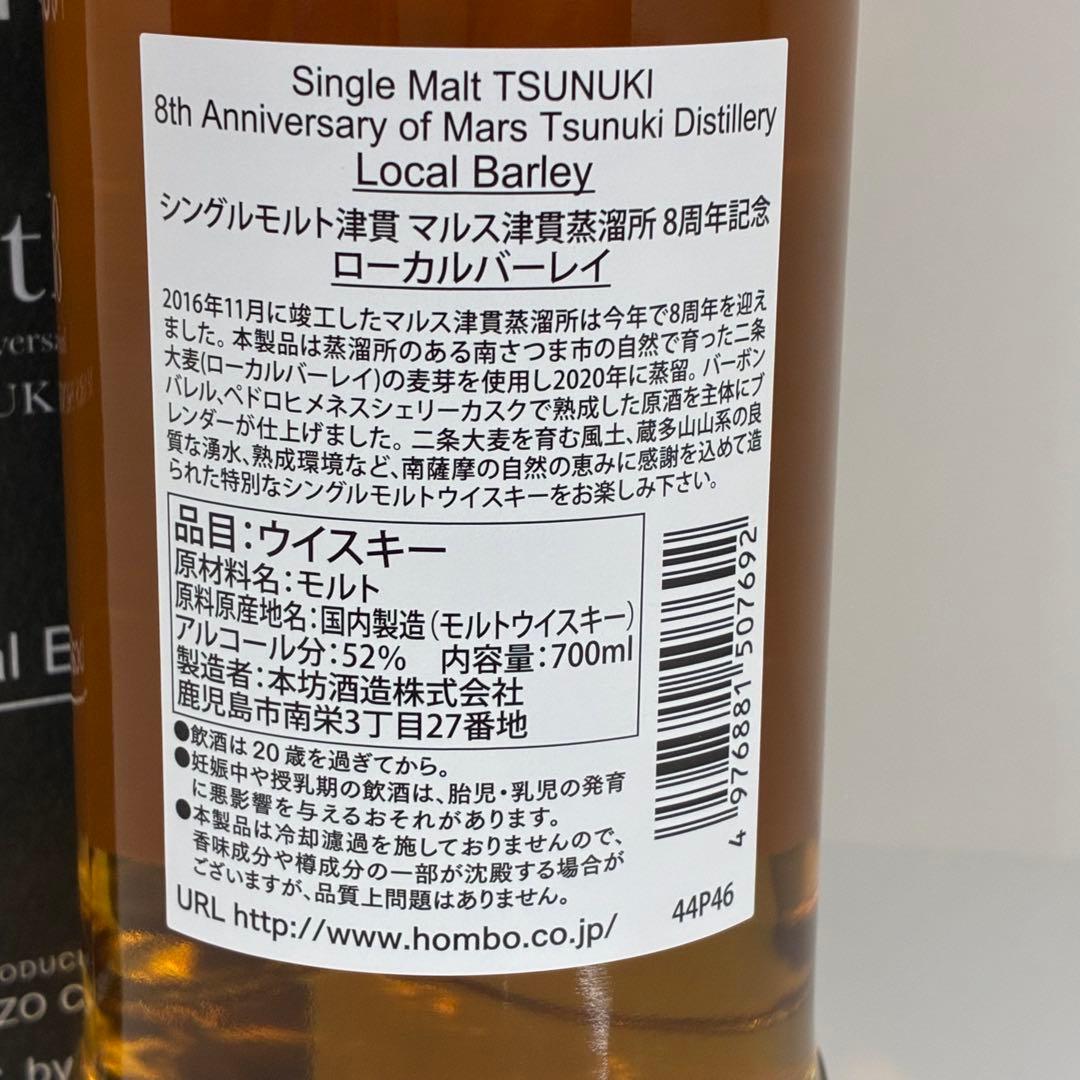 Single Malt TSUNUKI
8th Anniversary of Mars Tsunuki Distillery
Local Barley
シングルモルト津貫 マルス津貫蒸溜所 8周年記念
ローカルバーレイ
2016年11月に竣工したマルス津貫蒸溜所は今年で8周年を迎え
ました。本製品は蒸溜所のある南さつま市の自然で育った二条
大麦(ローカルバーレイ)の麦芽を使用し2020年に蒸留。バーボン
バレル、ペドロヒメネスシェリーカスクで熟成した原酒を主体にブ
レンダーが仕上げました。二条大麦を育む風土、蔵多山山系の良
質な湧水、熟成環境など、南薩摩の自然の恵みに感謝を込めて造
られた特別なシングルモルトウイスキーをお楽しみ下さい。
品目:ウイスキー
原材料名:モルト
原料原産地名:国内製造(モルトウイスキー)
アルコール分:52% 内容量:700ml
製造者:本坊酒造株式会社
鹿児島市南栄3丁目27番地
●飲酒は20歳を過ぎてから。
●妊娠中や授乳期の飲酒は、胎児・乳児の発育
に悪影響を与えるおそれがあります。
●本製品は冷却濾過を施しておりませんので、
香味成分や樽成分の一部が沈殿する場合が
ございますが、品質上問題はありません。
URL http://www.hombo.co.jp/
44P46
4 976881 507692
by